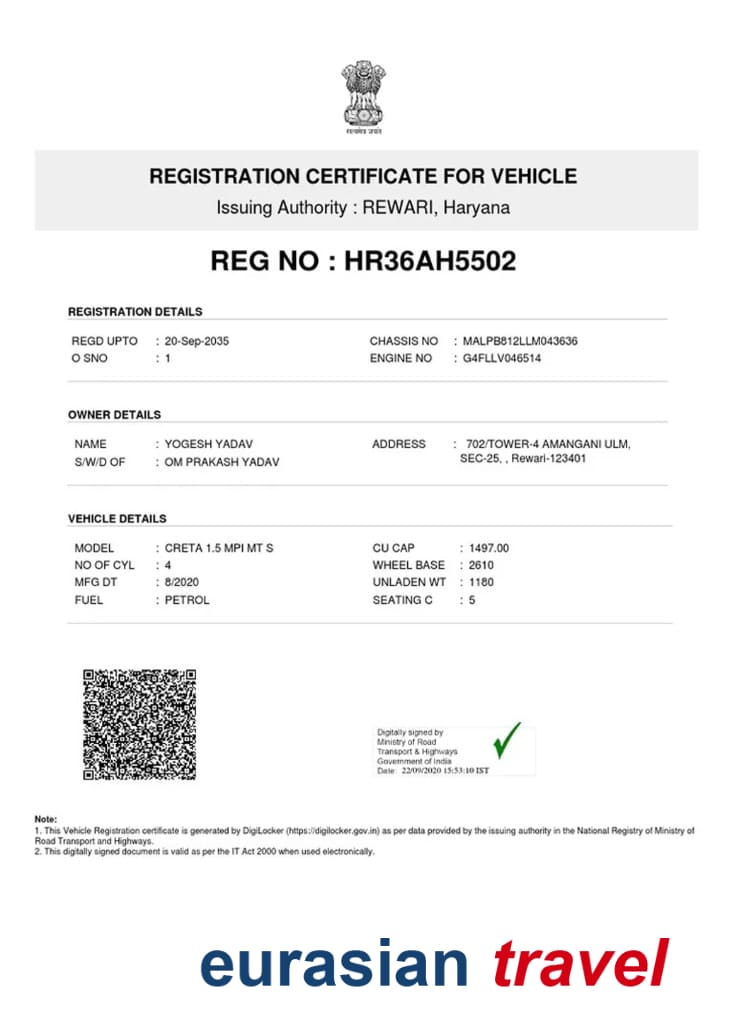 सत्यमेव जयते
REGISTRATION CERTIFICATE FOR VEHICLE
Issuing Authority : REWARI, Haryana
REG NO : HR36AH5502
REGISTRATION DETAILS
REGD UPTO : 20-Sep-2035 CHASSIS NO : MALPB812LLM043636
O SNO : 1 ENGINE NO : G4FLLV046514
OWNER DETAILS
NAME : YOGESH YADAV ADDRESS : 702/TOWER-4 AMANGANI ULM,
S/W/D OF : OM PRAKASH YADAV SEC-25, , Rewari-123401
VEHICLE DETAILS
MODEL : CRETA 1.5 MPI MT S CU CAP : 1497.00
NO OF CYL : 4 WHEEL BASE : 2610
MFG DT : 8/2020 UNLADEN WT : 1180
FUEL : PETROL SEATING C : 5
Digitally signed by
Ministry of Road
Transport & Highways
Government of India
Date: 22/09/2020 15:53:10 IST
Note:
1. This Vehicle Registration certificate is generated by DigiLocker (https://digilocker.gov.in) as per data provided by the issuing authority in the National Registry of Ministry of
Road Transport and Highways.
2. This digitally signed document is valid as per the IT Act 2000 when used electronically.
eurasian travel